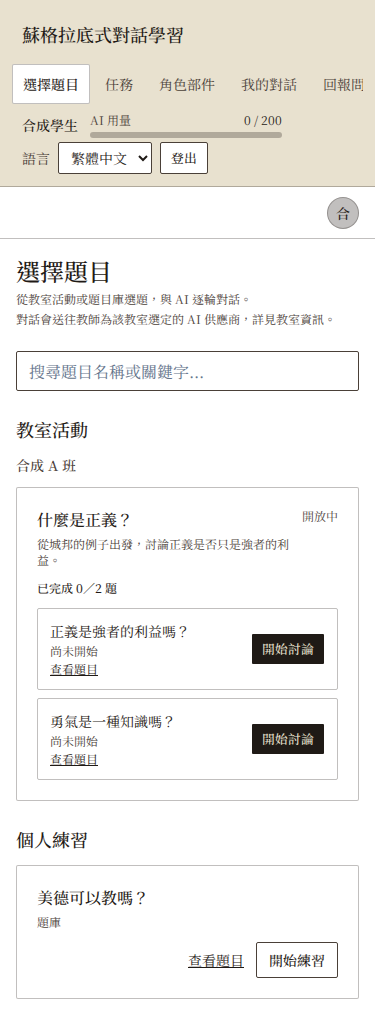 蘇格拉底式對話學習
選擇題目 任務 角色部件 我的對話 回報問
合成學生 AI 用量 0 / 200
語言 繁體中文 登出
合
選擇題目
從教室活動或題目庫選題，與 AI 逐輪對話。
對話會送往教師為該教室選定的 AI 供應商，詳見教室資訊。
搜尋題目名稱或關鍵字...
教室活動
合成 A 班
什麼是正義？ 開放中
從城邦的例子出發，討論正義是否只是強者的利
益。
已完成 0／2 題
正義是強者的利益嗎？
尚未開始
查看題目
開始討論
勇氣是一種知識嗎？
尚未開始
查看題目
開始討論
個人練習
美德可以教嗎？
題庫
查看題目 開始練習